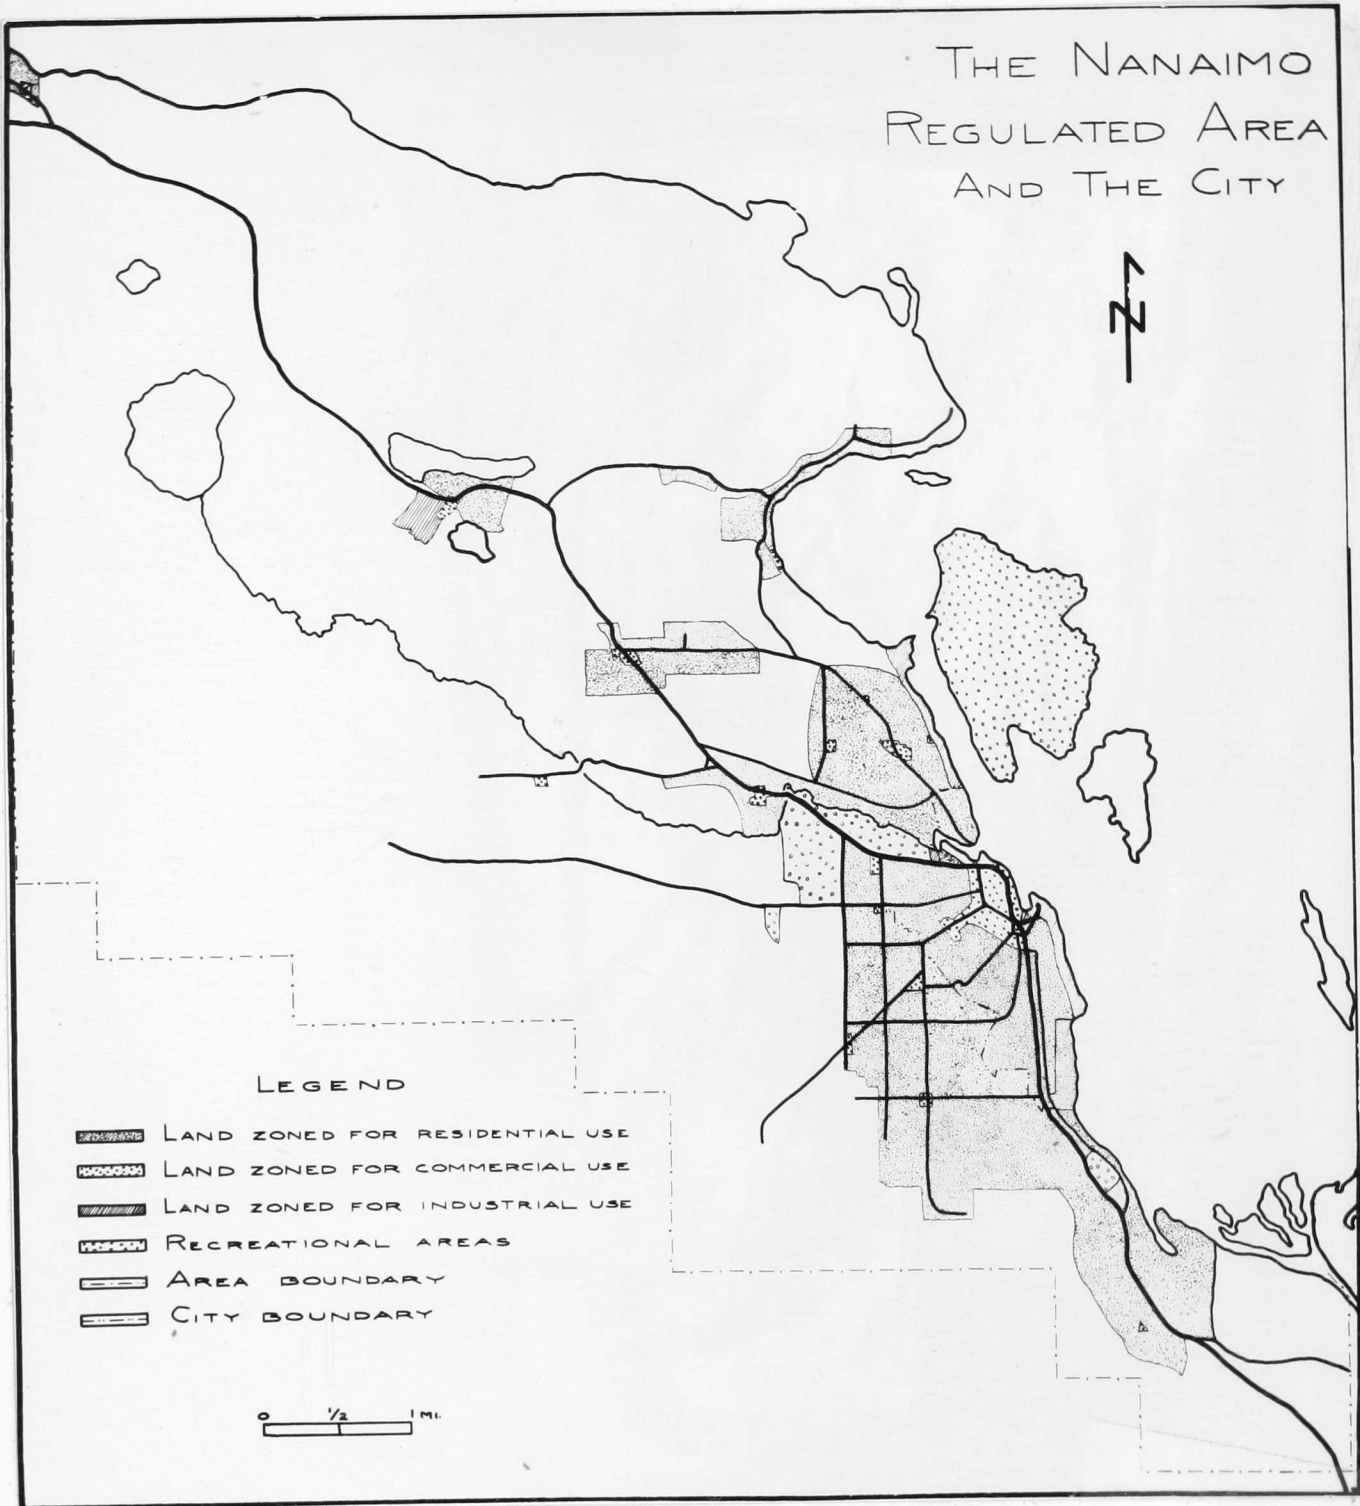 THE NANAIMO
REGULATED AREA
AND THE CITY
N
LEGEND
LAND ZONED FOR RESIDENTIAL USE
LAND ZONED FOR COMMERCIAL USE
LAND ZONED FOR INDUSTRIAL USE
RECREATIONAL AREAS
AREA BOUNDARY
CITY BOUNDARY
0 1/2 1 MI.